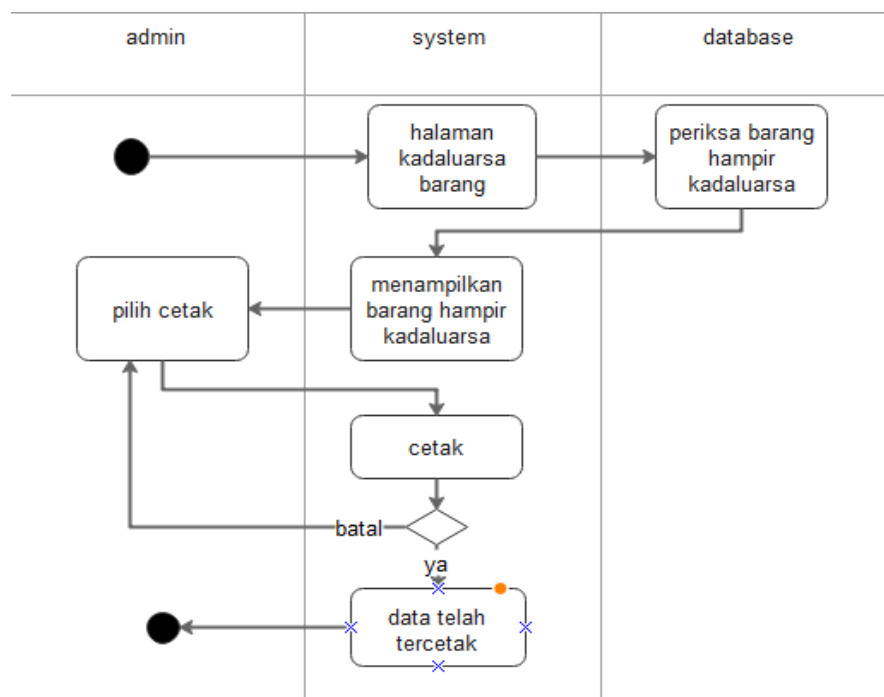 admin
system
database
halaman
kadaluarsa
barang
periksa barang
hampir
kadaluarsa
pilih cetak
menampilkan
barang hampir
kadaluarsa
cetak
batal
ya
data telah
tercetak